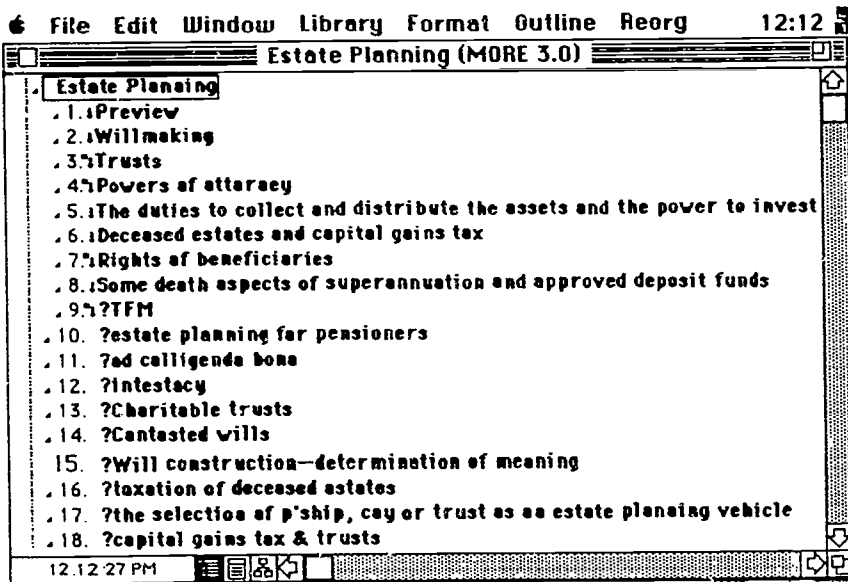 File Edit Window Library Format Outline Reorg 12:12
Estate Planning (MORE 3.0)
Estate Planning
1. Preview
2. Willmaking
3. Trusts
4. Powers of attorney
5. The duties to collect and distribute the assets and the power to invest
6. Deceased estates and capital gains tax
7. Rights of beneficiaries
8. Some death aspects of superannuation and approved deposit funds
9. ?TFM
10. ?estate planning for pensioners
11. ?ad colligenda bona
12. ?intestacy
13. ?Charitable trusts
14. ?Contested wills
15. ?Will construction—determination of meaning
16. ?taxation of deceased estates
17. ?the selection of p'ship, coy or trust as an estate planning vehicle
18. ?capital gains tax & trusts
12.12 27 PM